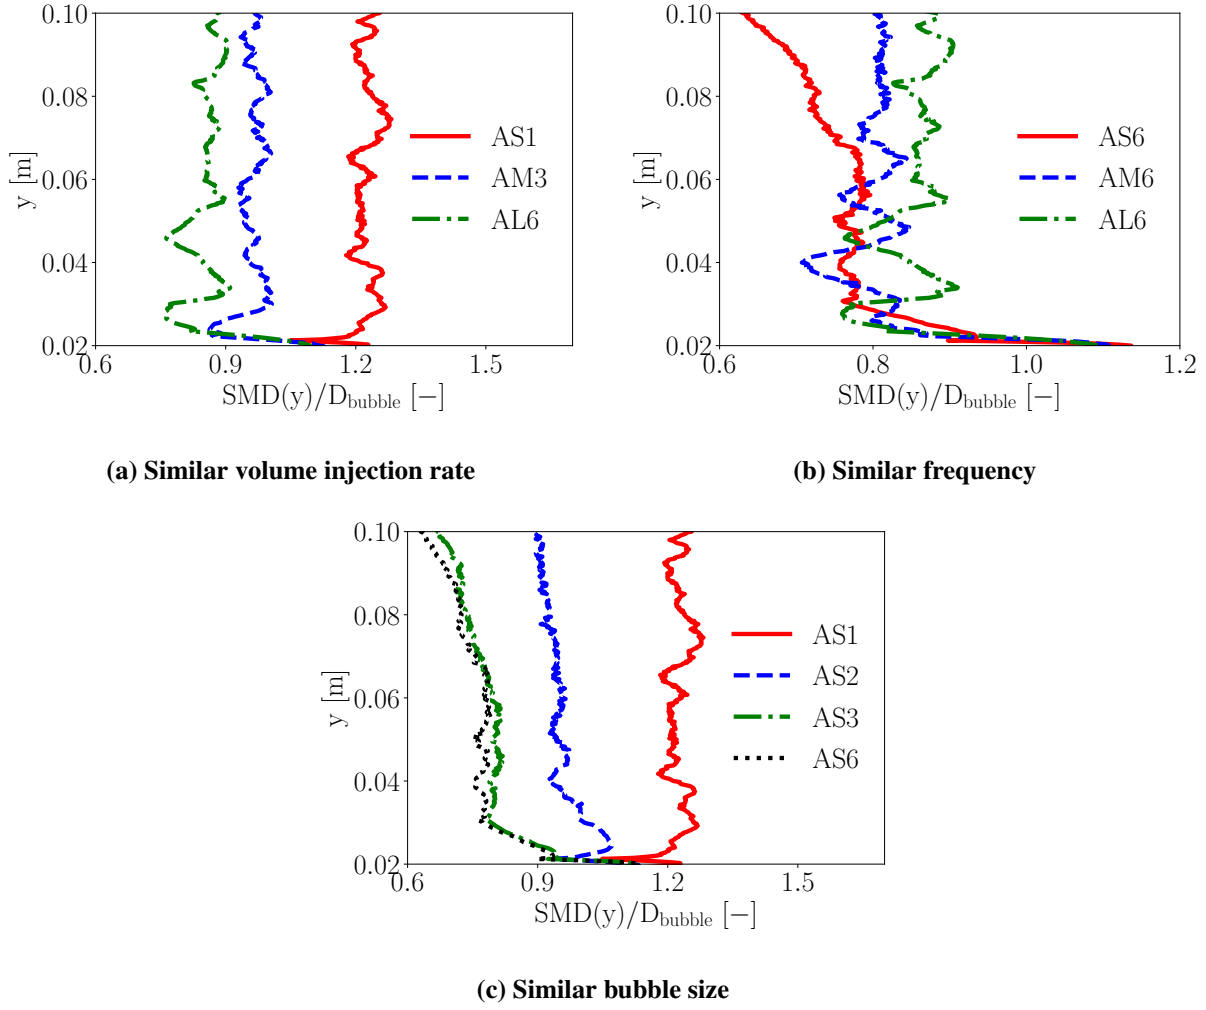 0.10
0.08
0.06
0.04
0.02
y [m]
0.6
0.9
1.2
1.5
SMD(y)/D_bubble [−]
AS1
AM3
AL6
(a) Similar volume injection rate
0.10
0.08
0.06
0.04
0.02
y [m]
0.6
0.8
1.0
1.2
SMD(y)/D_bubble [−]
AS6
AM6
AL6
(b) Similar frequency
0.10
0.08
0.06
0.04
0.02
y [m]
0.6
0.9
1.2
1.5
SMD(y)/D_bubble [−]
AS1
AS2
AS3
AS6
(c) Similar bubble size